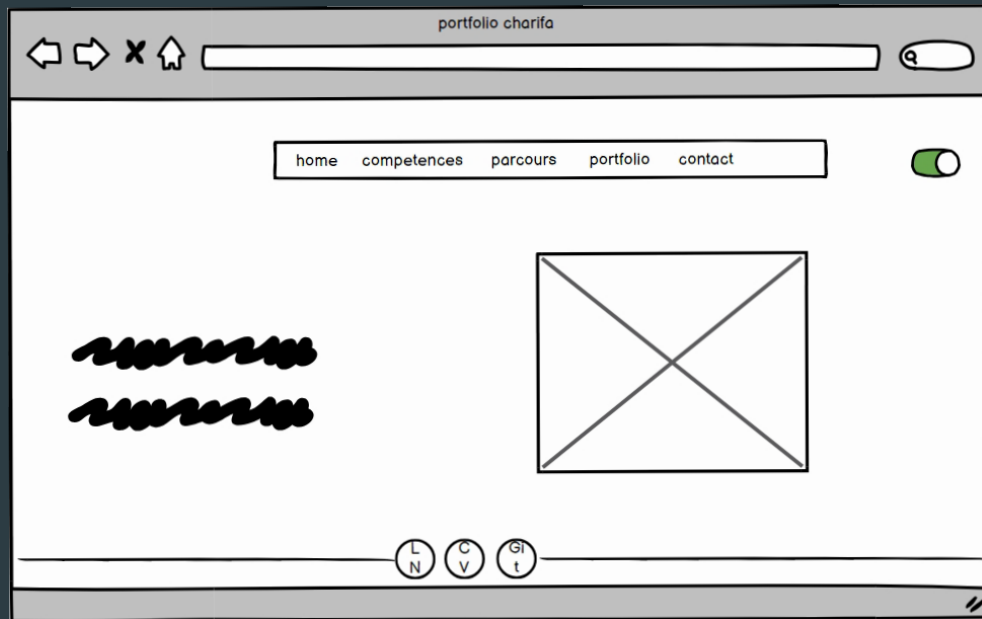 portfolio charifa
home competences parcours portfolio contact
L
N
C
V
Gi
t